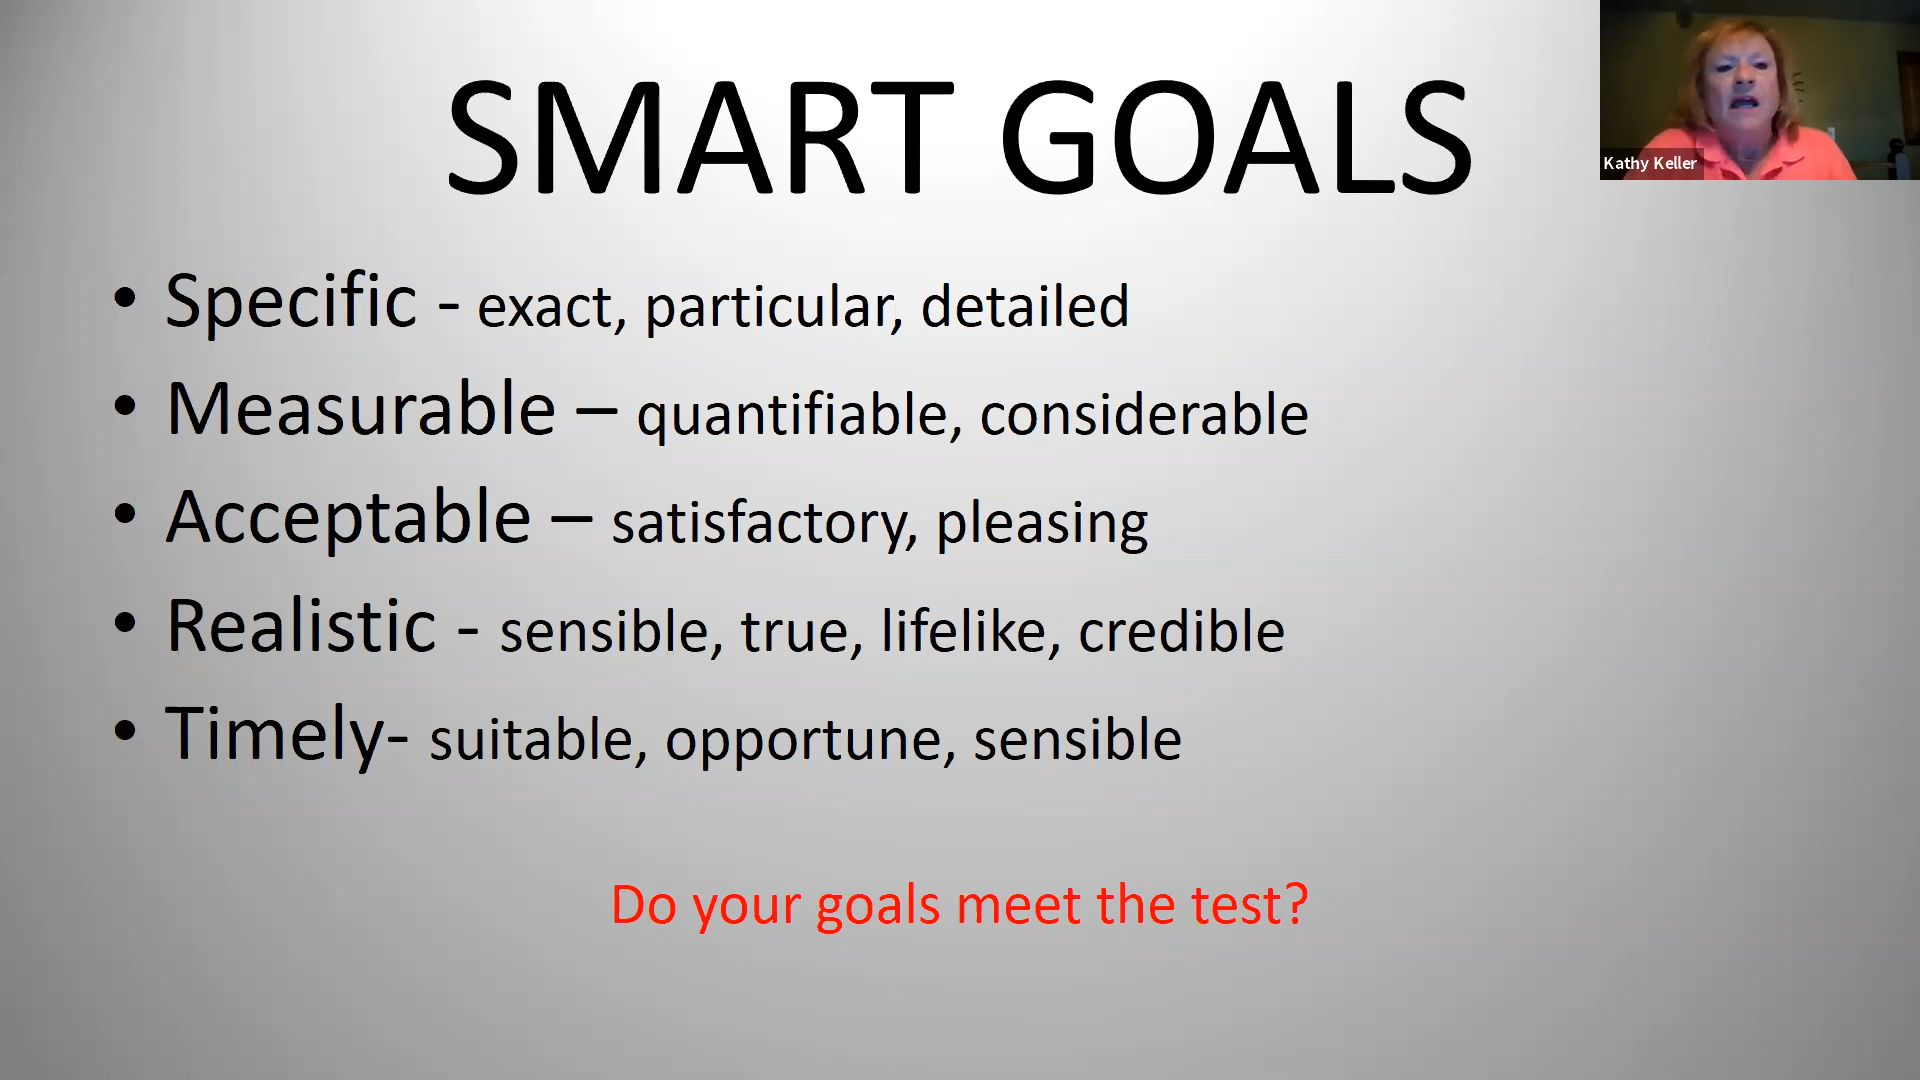 SMART GOALS
Kathy Keller
• Specific - exact, particular, detailed
• Measurable – quantifiable, considerable
• Acceptable – satisfactory, pleasing
• Realistic - sensible, true, lifelike, credible
• Timely- suitable, opportune, sensible
Do your goals meet the test?